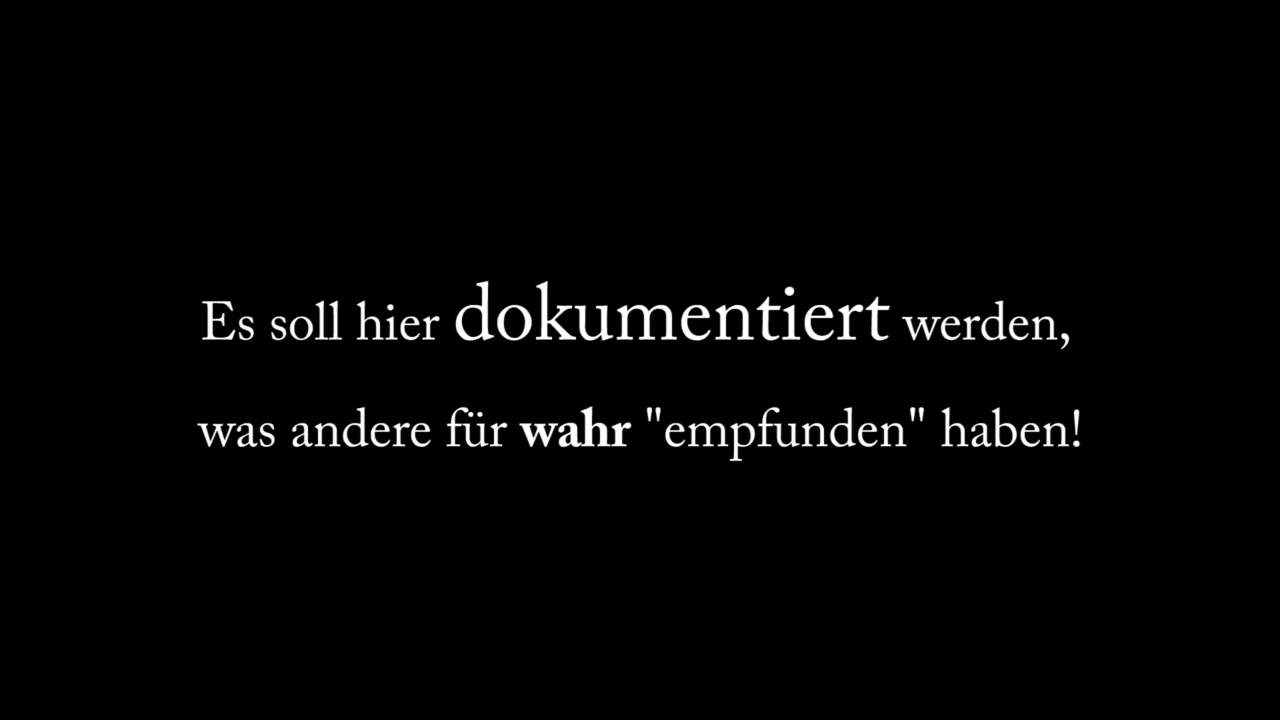 Es soll hier dokumentiert werden,
was andere für wahr "empfunden" haben!